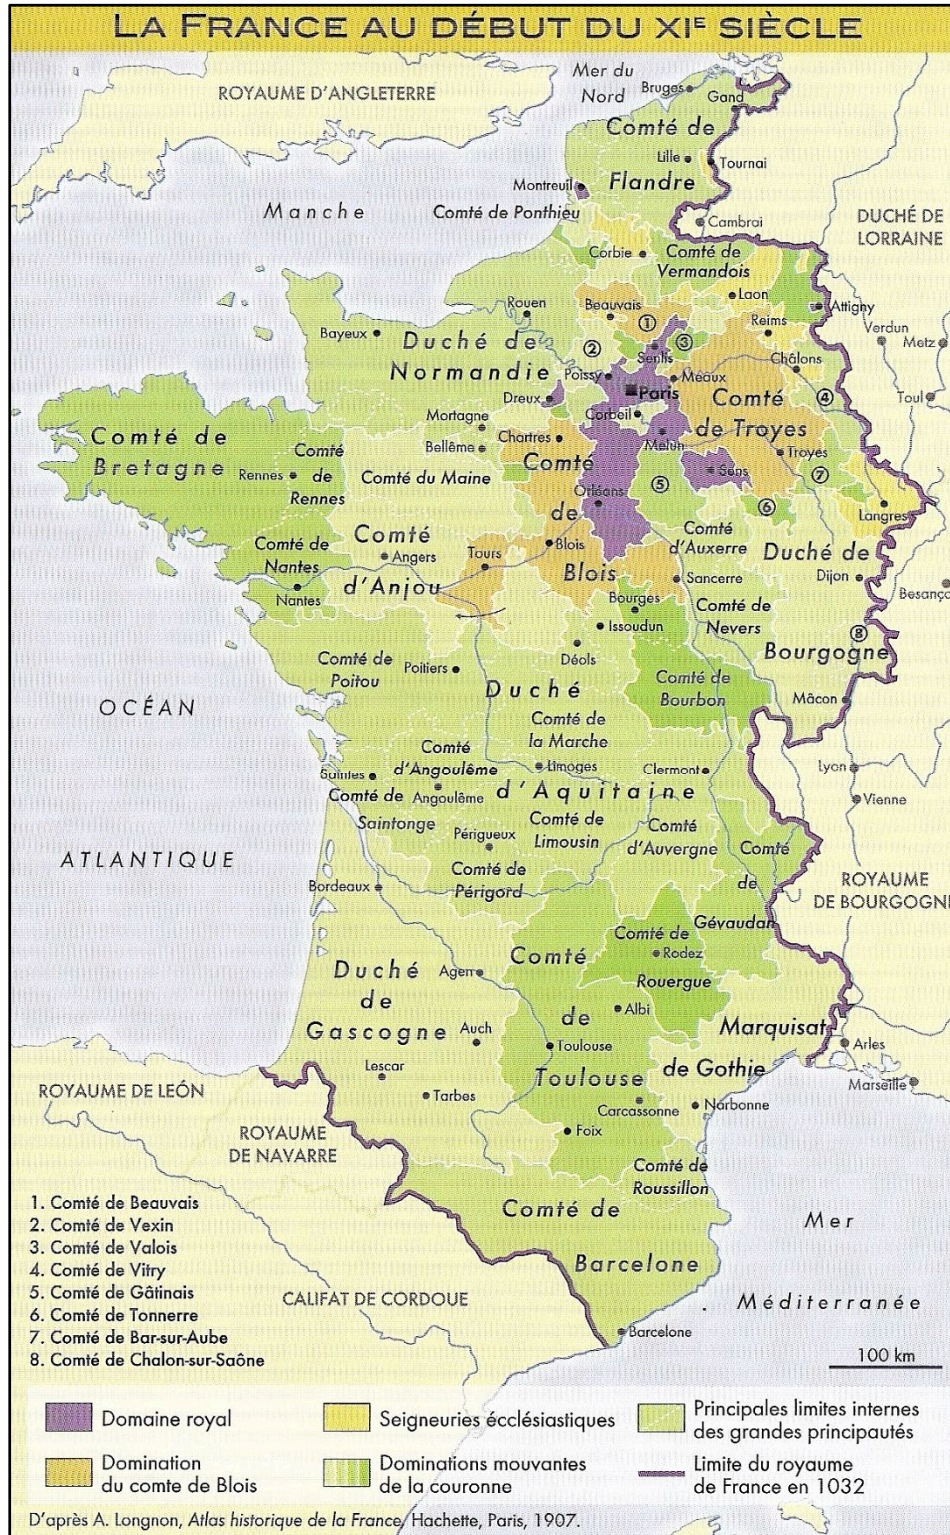 LA FRANCE AU DÉBUT DU XIE SIÈCLE
Mer du
Nord
ROYAUME D'ANGLETERRE
Bruges
Gand
Comté de
Flandre
Lille
Tournai
Montreuil
Manche
Comté de Ponthieu
Cambrai
DUCHÉ DE
LORRAINE
Corbie
Comté de
Vermandois
Rouen
Beauvais
Laon
Attigny
Bayeux
1
Reims
Verdun
Metz
Duché de
Normandie
2
3
Senlis
Châlons
Poissy
Meaux
Toul
Dreux
Paris
4
Comté
de Troyes
Corbeil
Mortagne
Bellême
Chartres
Melun
Troyes
Comté de
Bretagne
Comté
de
Rennes
Rennes
Comté du Maine
Comté
de
Blois
Sens
7
Orléans
5
6
Langres
Comté
d'Auxerre
Comté
d'Anjou
Angers
Tours
Blois
Comté de
Nantes
Nantes
Sancerre
Duché de
Bourgogne
Dijon
Besanço
Bourges
Issoudun
Comté de
Nevers
8
Déols
Comté de
Poitou
Poitiers
Comté de
Bourbon
Mâcon
OCÉAN
ATLANTIQUE
Duché
d'Aquitaine
Comté de
la Marche
Comté
d'Angoulême
Limoges
Clermont
Lyon
Saintes
Angoulême
Comté de
Saintonge
Vienne
Comté de
Limousin
Périgueux
Comté
d'Auvergne
Comté
de
Gévaudan
Comté de
Périgord
Bordeaux
ROYAUME
DE BOURGOGNE
Comté de
Rouergue
Rodez
Comté
de
Toulouse
Agen
Duché
de
Gascogne
Albi
Auch
Toulouse
Marquisat
de Gothie
Arles
Marseille
Lescar
Tarbes
Carcassonne
Narbonne
Foix
ROYAUME DE LEÓN
ROYAUME
DE NAVARRE
Comté de
Roussillon
Comté de
Barcelone
Mer
Méditerranée
CALIFAT DE CORDOUE
Barcelone
1. Comté de Beauvais
2. Comté de Vexin
3. Comté de Valois
4. Comté de Vitry
5. Comté de Gâtinais
6. Comté de Tonnerre
7. Comté de Bar-sur-Aube
8. Comté de Chalon-sur-Saône
100 km
Domaine royal
Domination
du comte de Blois
Seigneuries écclésiastiques
Dominations mouvantes
de la couronne
Principales limites internes
des grandes principautés
Limite du royaume
de France en 1032
D'après A. Longnon, Atlas historique de la France, Hachette, Paris, 1907.